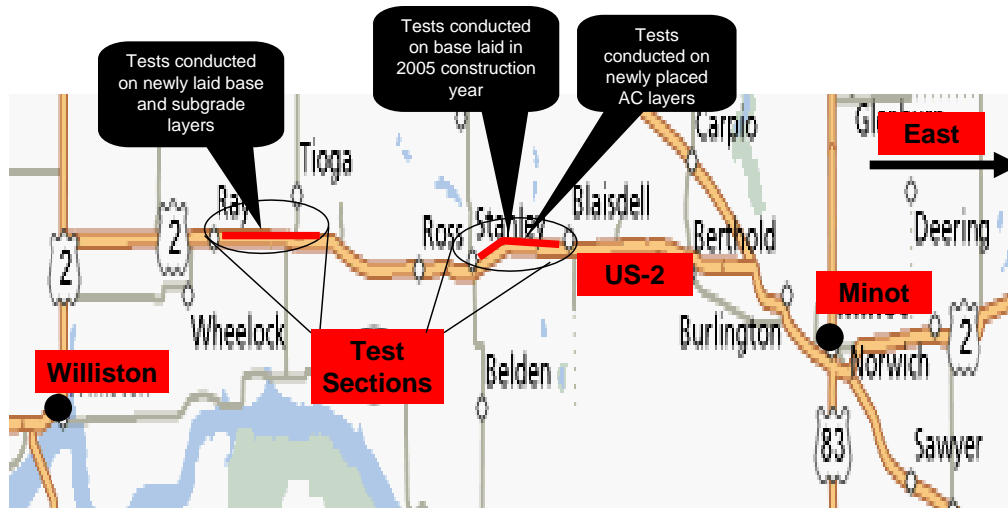 Tests conducted
on newly laid base
and subgrade
layers
Tests conducted
on base laid in
2005 construction
year
Tests
conducted on
newly placed
AC layers
East
Carpio
Tioga
Ray
Ross
Stanley
Blaisdell
Berthold
Deering
2
2
US-2
Minot
Wheelock
Test
Sections
Belden
Burlington
Norwich
2
Williston
83
Sawyer